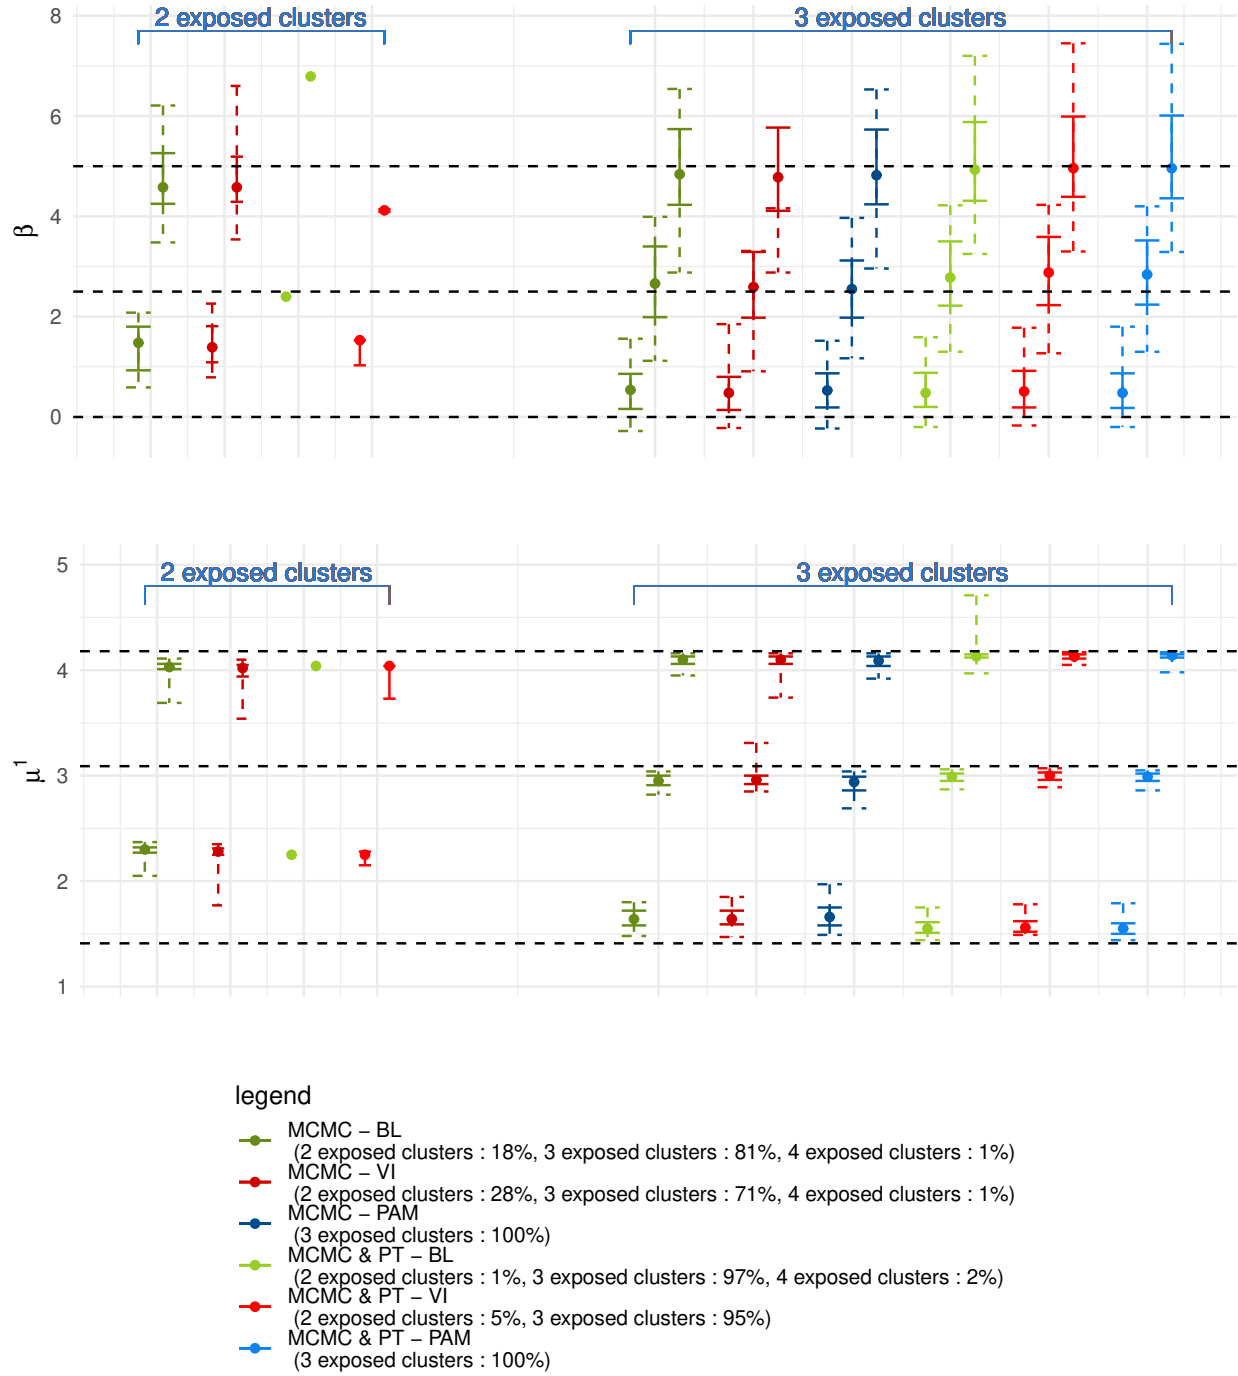 2 exposed clusters
3 exposed clusters
8
6
4
2
0
β
2 exposed clusters
3 exposed clusters
5
4
3
2
1
μ¹
legend
MCMC − BL
(2 exposed clusters : 18%, 3 exposed clusters : 81%, 4 exposed clusters : 1%)
MCMC − VI
(2 exposed clusters : 28%, 3 exposed clusters : 71%, 4 exposed clusters : 1%)
MCMC − PAM
(3 exposed clusters : 100%)
MCMC & PT − BL
(2 exposed clusters : 1%, 3 exposed clusters : 97%, 4 exposed clusters : 2%)
MCMC & PT − VI
(2 exposed clusters : 5%, 3 exposed clusters : 95%)
MCMC & PT − PAM
(3 exposed clusters : 100%)